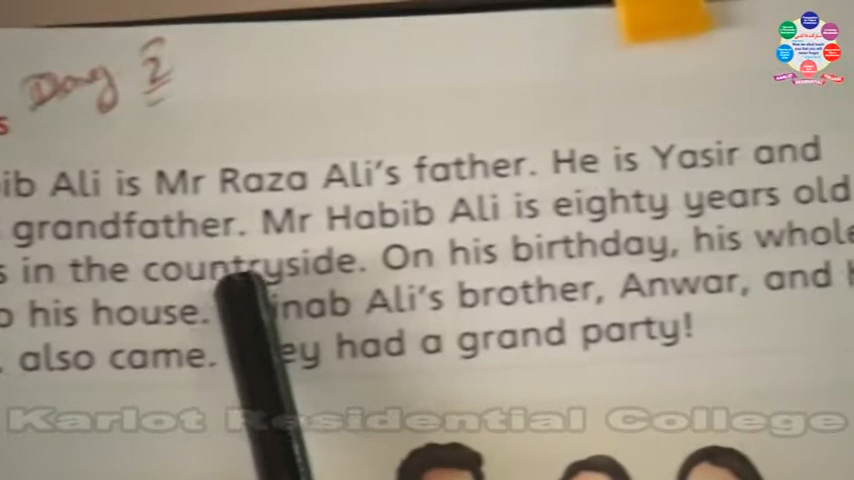 Day 2
s
ib Ali is Mr Raza Ali's father. He is Yasir and
grandfather. Mr Habib Ali is eighty years old
s in the countryside. On his birthday, his whole
o his house. inab Ali's brother, Anwar, and
. also came. ey had a grand party!
Karlot Residential College